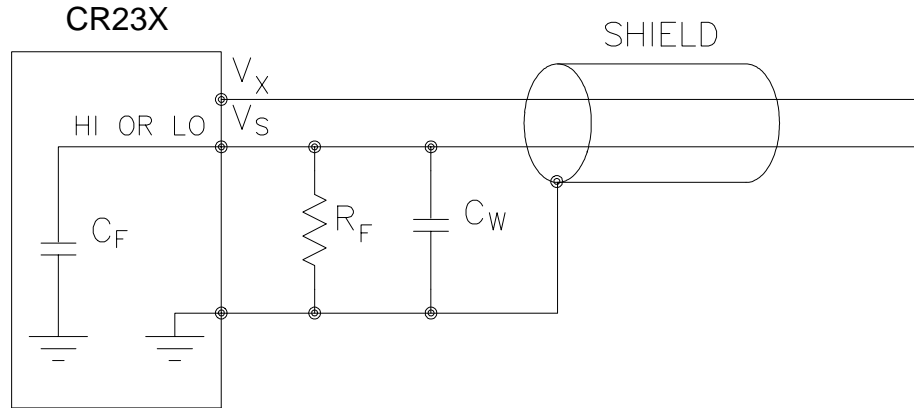 CR23X
SHIELD
VX
HI OR LO VS
CF
RF
CW